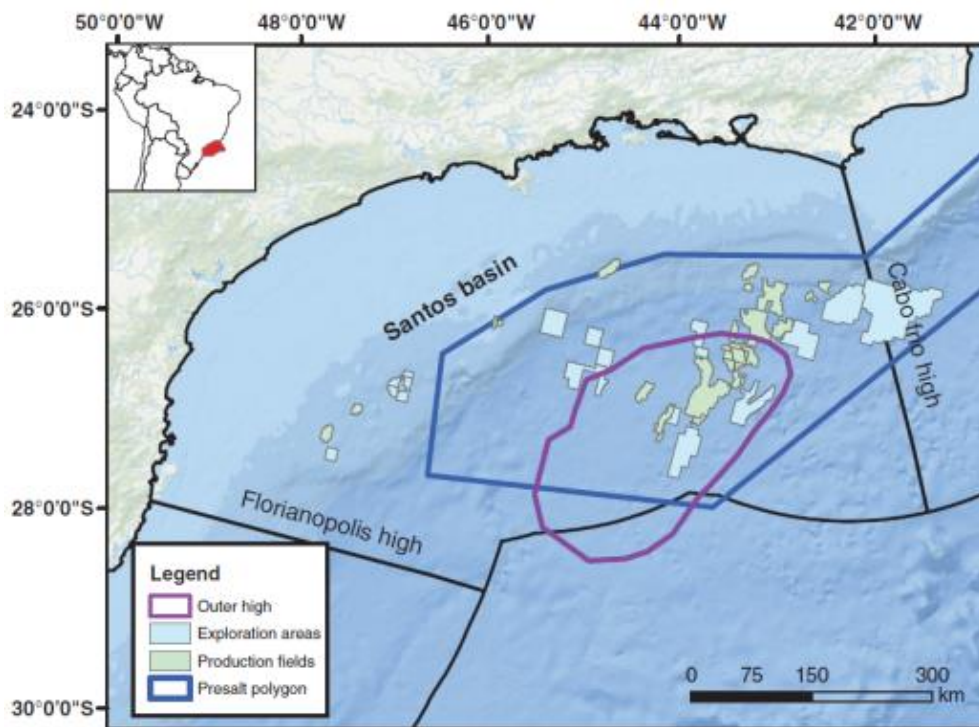 50°0'0"W
48°0'0"W
46°0'0"W
44°0'0"W
42°0'0"W
24°0'0"S
26°0'0"S
28°0'0"S
30°0'0"S
Santos basin
Cabo frio high
Florianopolis high
Legend
Outer high
Exploration areas
Production fields
Presalt polygon
0 75 150 300
km